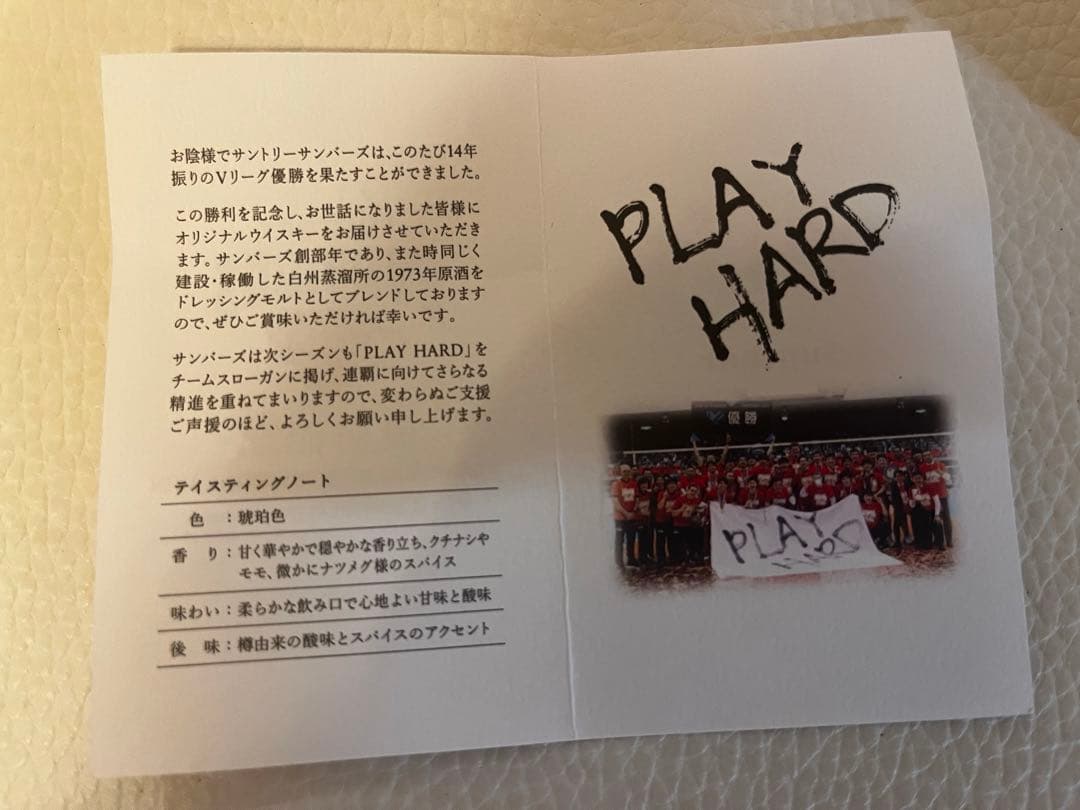 お陰様でサントリーサンバーズは、このたび14年
振りのVリーグ優勝を果たすことができました。
この勝利を記念し、お世話になりました皆様に
オリジナルウイスキーをお届けさせていただき
ます。サンバーズ創部年であり、また時同じく
建設・稼働した白州蒸溜所の1973年原酒を
ドレッシングモルトとしてブレンドしております
ので、ぜひご賞味いただければ幸いです。
サンバーズは次シーズンも「PLAY HARD」を
チームスローガンに掲げ、連覇に向けてさらなる
精進を重ねてまいりますので、変わらぬご支援
ご声援のほど、よろしくお願い申し上げます。
テイスティングノート
色 ：琥珀色
香 り：甘く華やかで穏やかな香り立ち、クチナシや
モモ、微かにナツメグ様のスパイス
味わい：柔らかな飲み口で心地よい甘味と酸味
後 味：樽由来の酸味とスパイスのアクセント
PLAY
HARD
優勝
PLAY
HARD